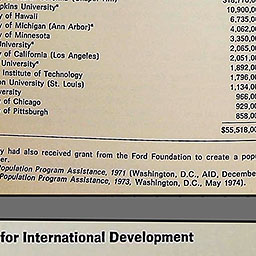 pkins University*
10,900,0
y of Hawaii
6,735,0
y of Michigan (Ann Arbor)*
4,062,0
y of Minnesota
3,350,0
University*
2,065,0
y of California (Los Angeles)
2,051,0
University*
1,892,0
Institute of Technology
1,796,0
on University (St. Louis)
1,134,0
versity
966,0
y of Chicago
929,0
y of Pittsburgh
858,0
$55,518,0
ry had also received grant from the Ford Foundation to create a popu
er.
Population Program Assistance, 1971 (Washington, D.C., AID, Decembe
Population Program Assistance, 1973, Washington, D.C., May 1974).
for International Development